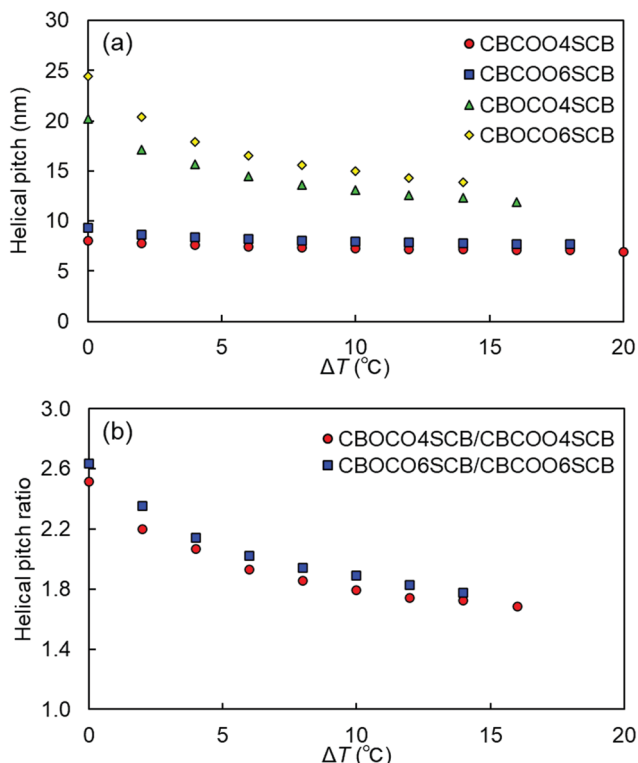 (a)
CBCOO4SCB
CBCOO6SCB
CBOCO4SCB
CBOCO6SCB
Helical pitch (nm)
30
25
20
15
10
5
0
0 5 10 15 20
ΔT (℃)
(b)
CBOCO4SCB/CBCOO4SCB
CBOCO6SCB/CBCOO6SCB
Helical pitch ratio
3.0
2.6
2.2
1.8
1.4
1.0
0 5 10 15 20
ΔT (℃)